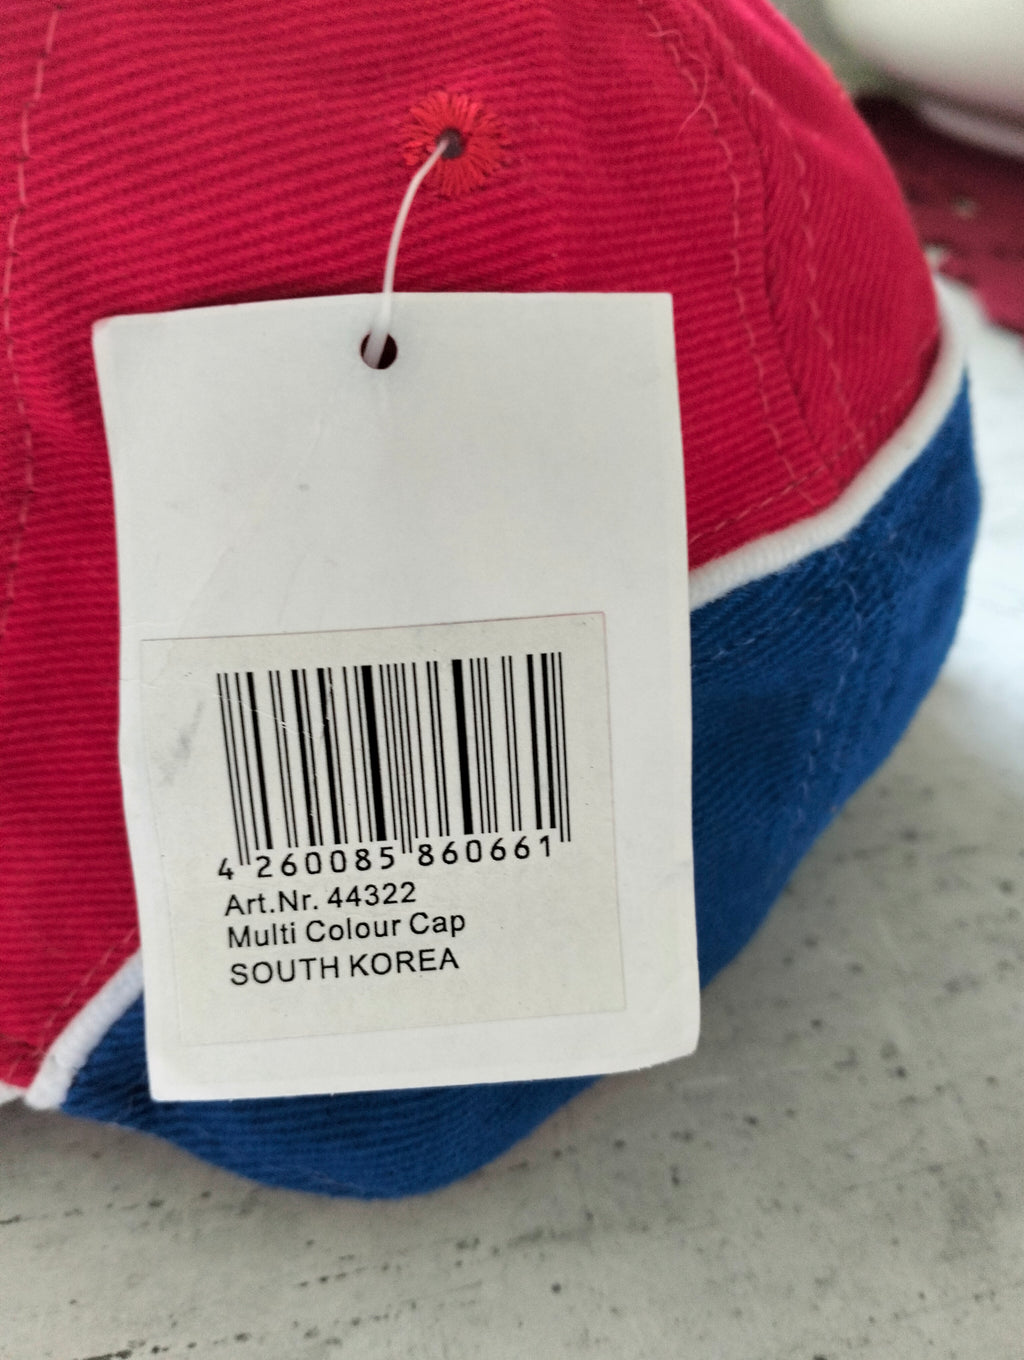 4 260085 860661
Art.Nr. 44322
Multi Colour Cap
SOUTH KOREA